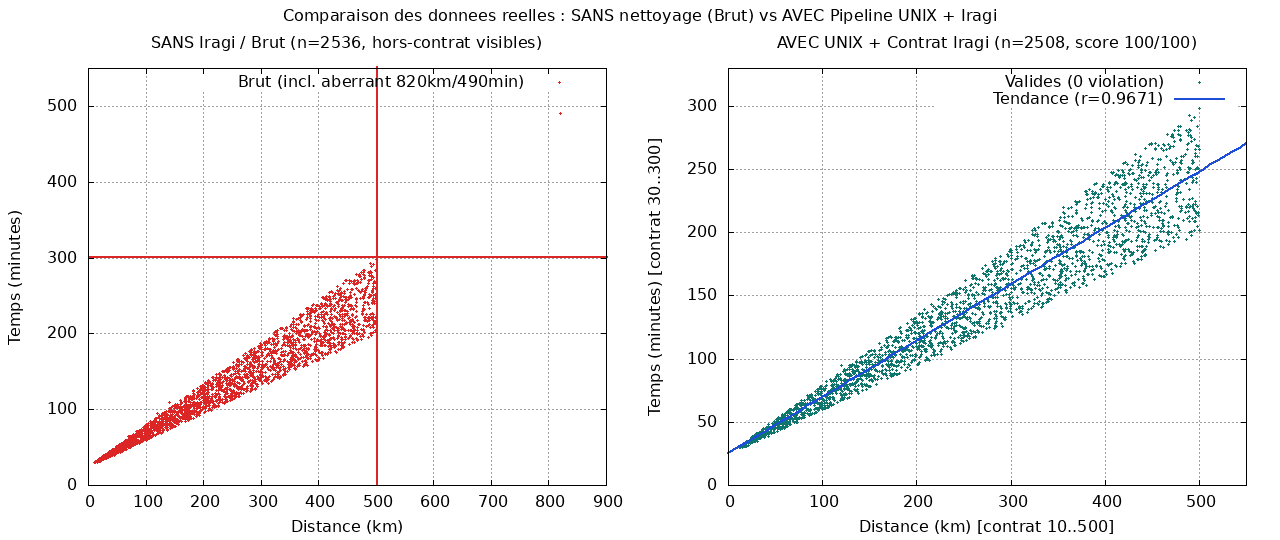 Comparaison des donnees reelles : SANS nettoyage (Brut) vs AVEC Pipeline UNIX + Iragi
SANS Iragi / Brut (n=2536, hors-contrat visibles)
Brut (incl. aberrant 820km/490min)
Temps (minutes)
500
400
300
200
100
0
0 100 200 300 400 500 600 700 800 900
Distance (km)
AVEC UNIX + Contrat Iragi (n=2508, score 100/100)
Valides (0 violation)
Tendance (r=0.9671)
Temps (minutes) [contrat 30..300]
300
250
200
150
100
50
0
0 100 200 300 400 500
Distance (km) [contrat 10..500]